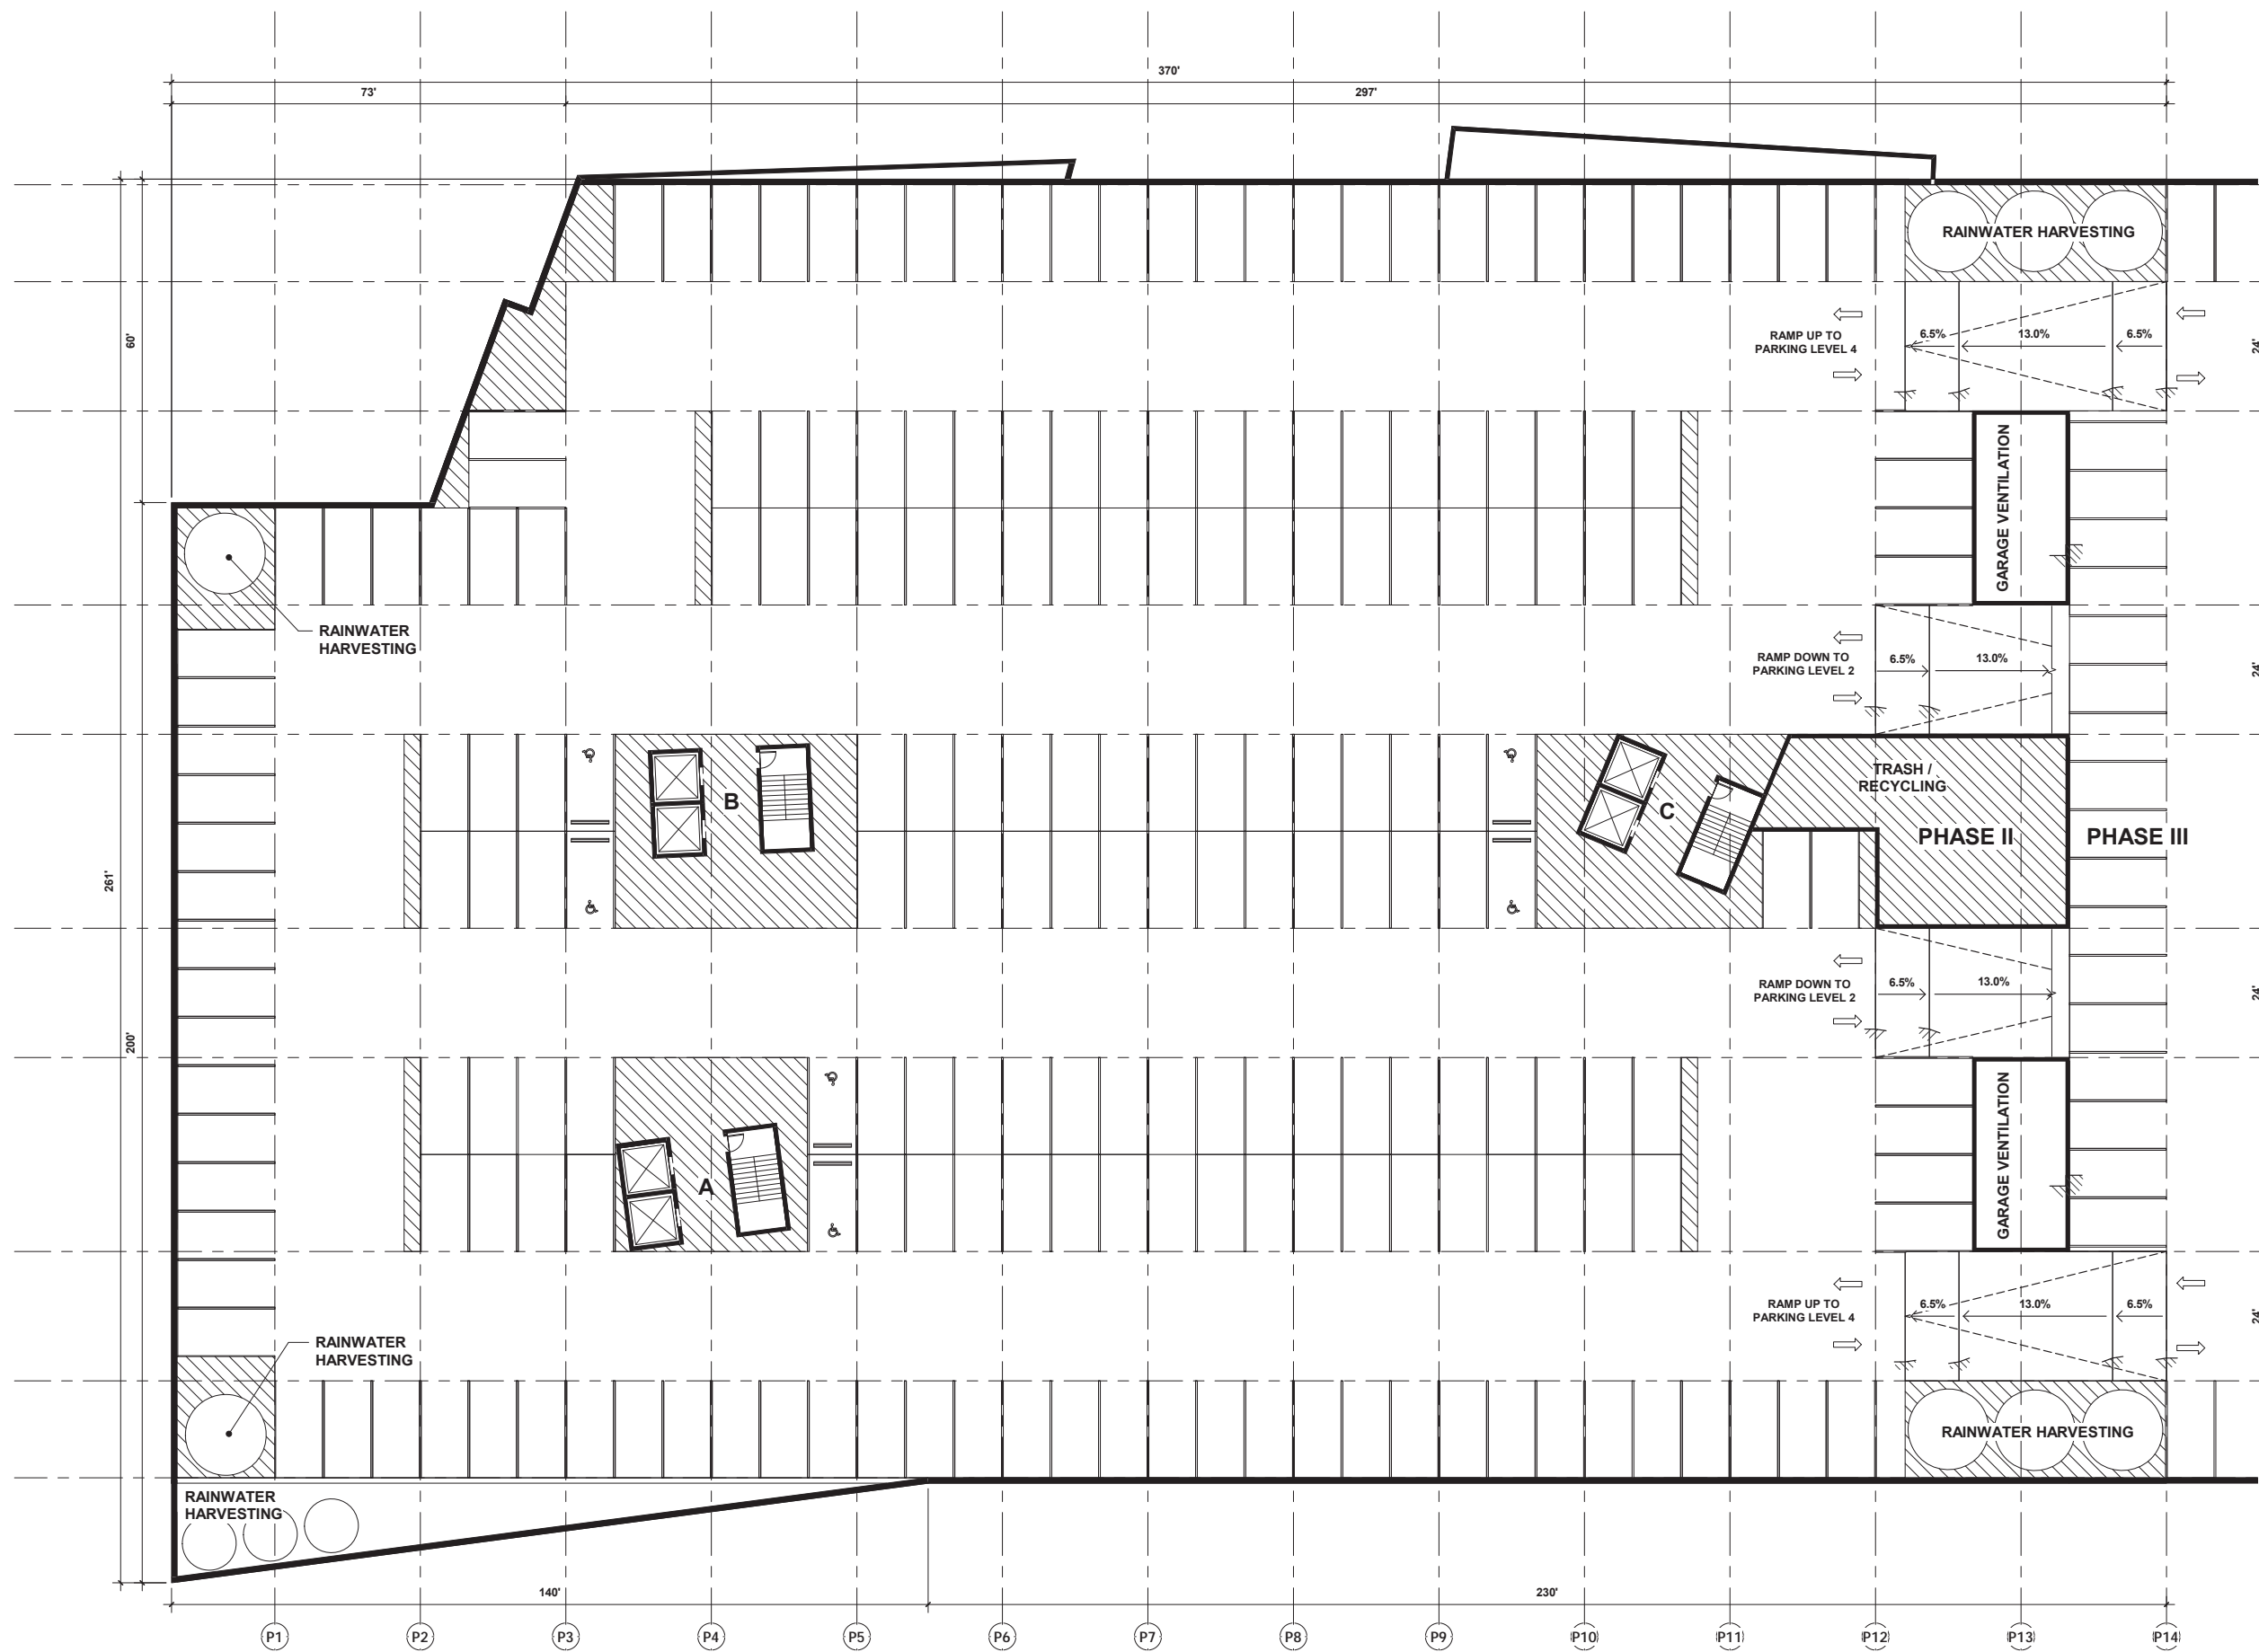 370'
73'
297'
RAINWATER HARVESTING
60'
RAMP UP TO
PARKING LEVEL 4
6.5%
13.0%
6.5%
24'
GARAGE VENTILATION
RAINWATER
HARVESTING
RAMP DOWN TO
PARKING LEVEL 2
6.5%
13.0%
24'
B
C
TRASH /
RECYCLING
PHASE II
PHASE III
261'
200'
RAMP DOWN TO
PARKING LEVEL 2
6.5%
13.0%
24'
A
GARAGE VENTILATION
RAMP UP TO
PARKING LEVEL 4
6.5%
13.0%
6.5%
24'
RAINWATER
HARVESTING
RAINWATER HARVESTING
RAINWATER
HARVESTING
140'
230'
P1
P2
P3
P4
P5
P6
P7
P8
P9
P10
P11
P12
P13
P14